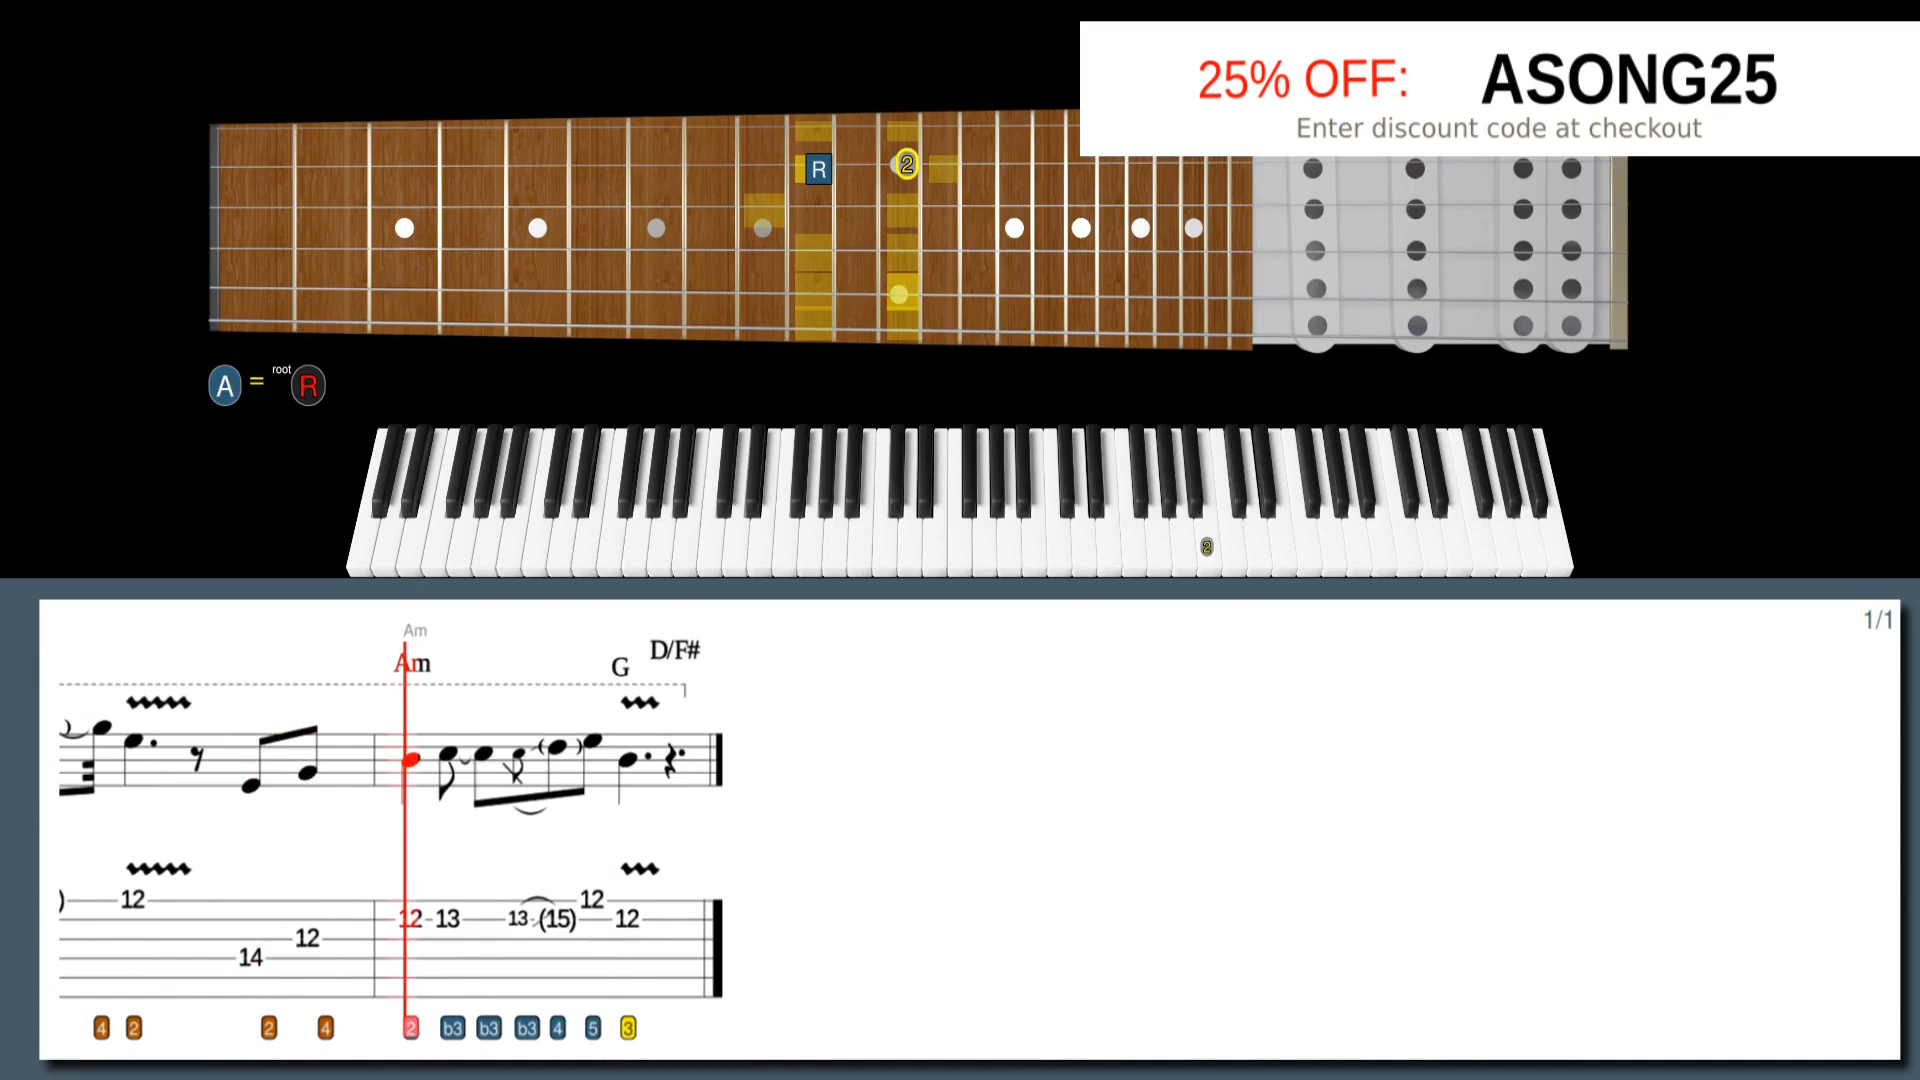 25% OFF: ASONG25
Enter discount code at checkout
R 2
A = root R
2
1/1
Am
Am G D/F#
) 12 12
14 12 12 13 13 (15) 12
4 2 2 4 2 b3 b3 b3 4 5 3